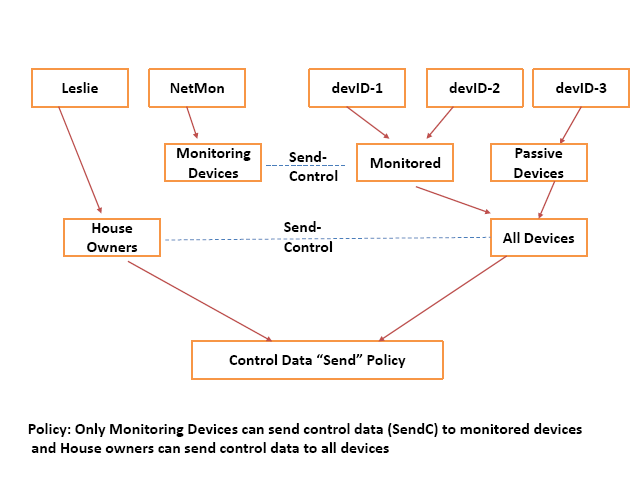 Leslie
NetMon
devID-1
devID-2
devID-3
Monitoring
Devices
Send-
Control
Monitored
Passive
Devices
House
Owners
Send-
Control
All Devices
Control Data “Send” Policy
Policy: Only Monitoring Devices can send control data (SendC) to monitored devices
and House owners can send control data to all devices